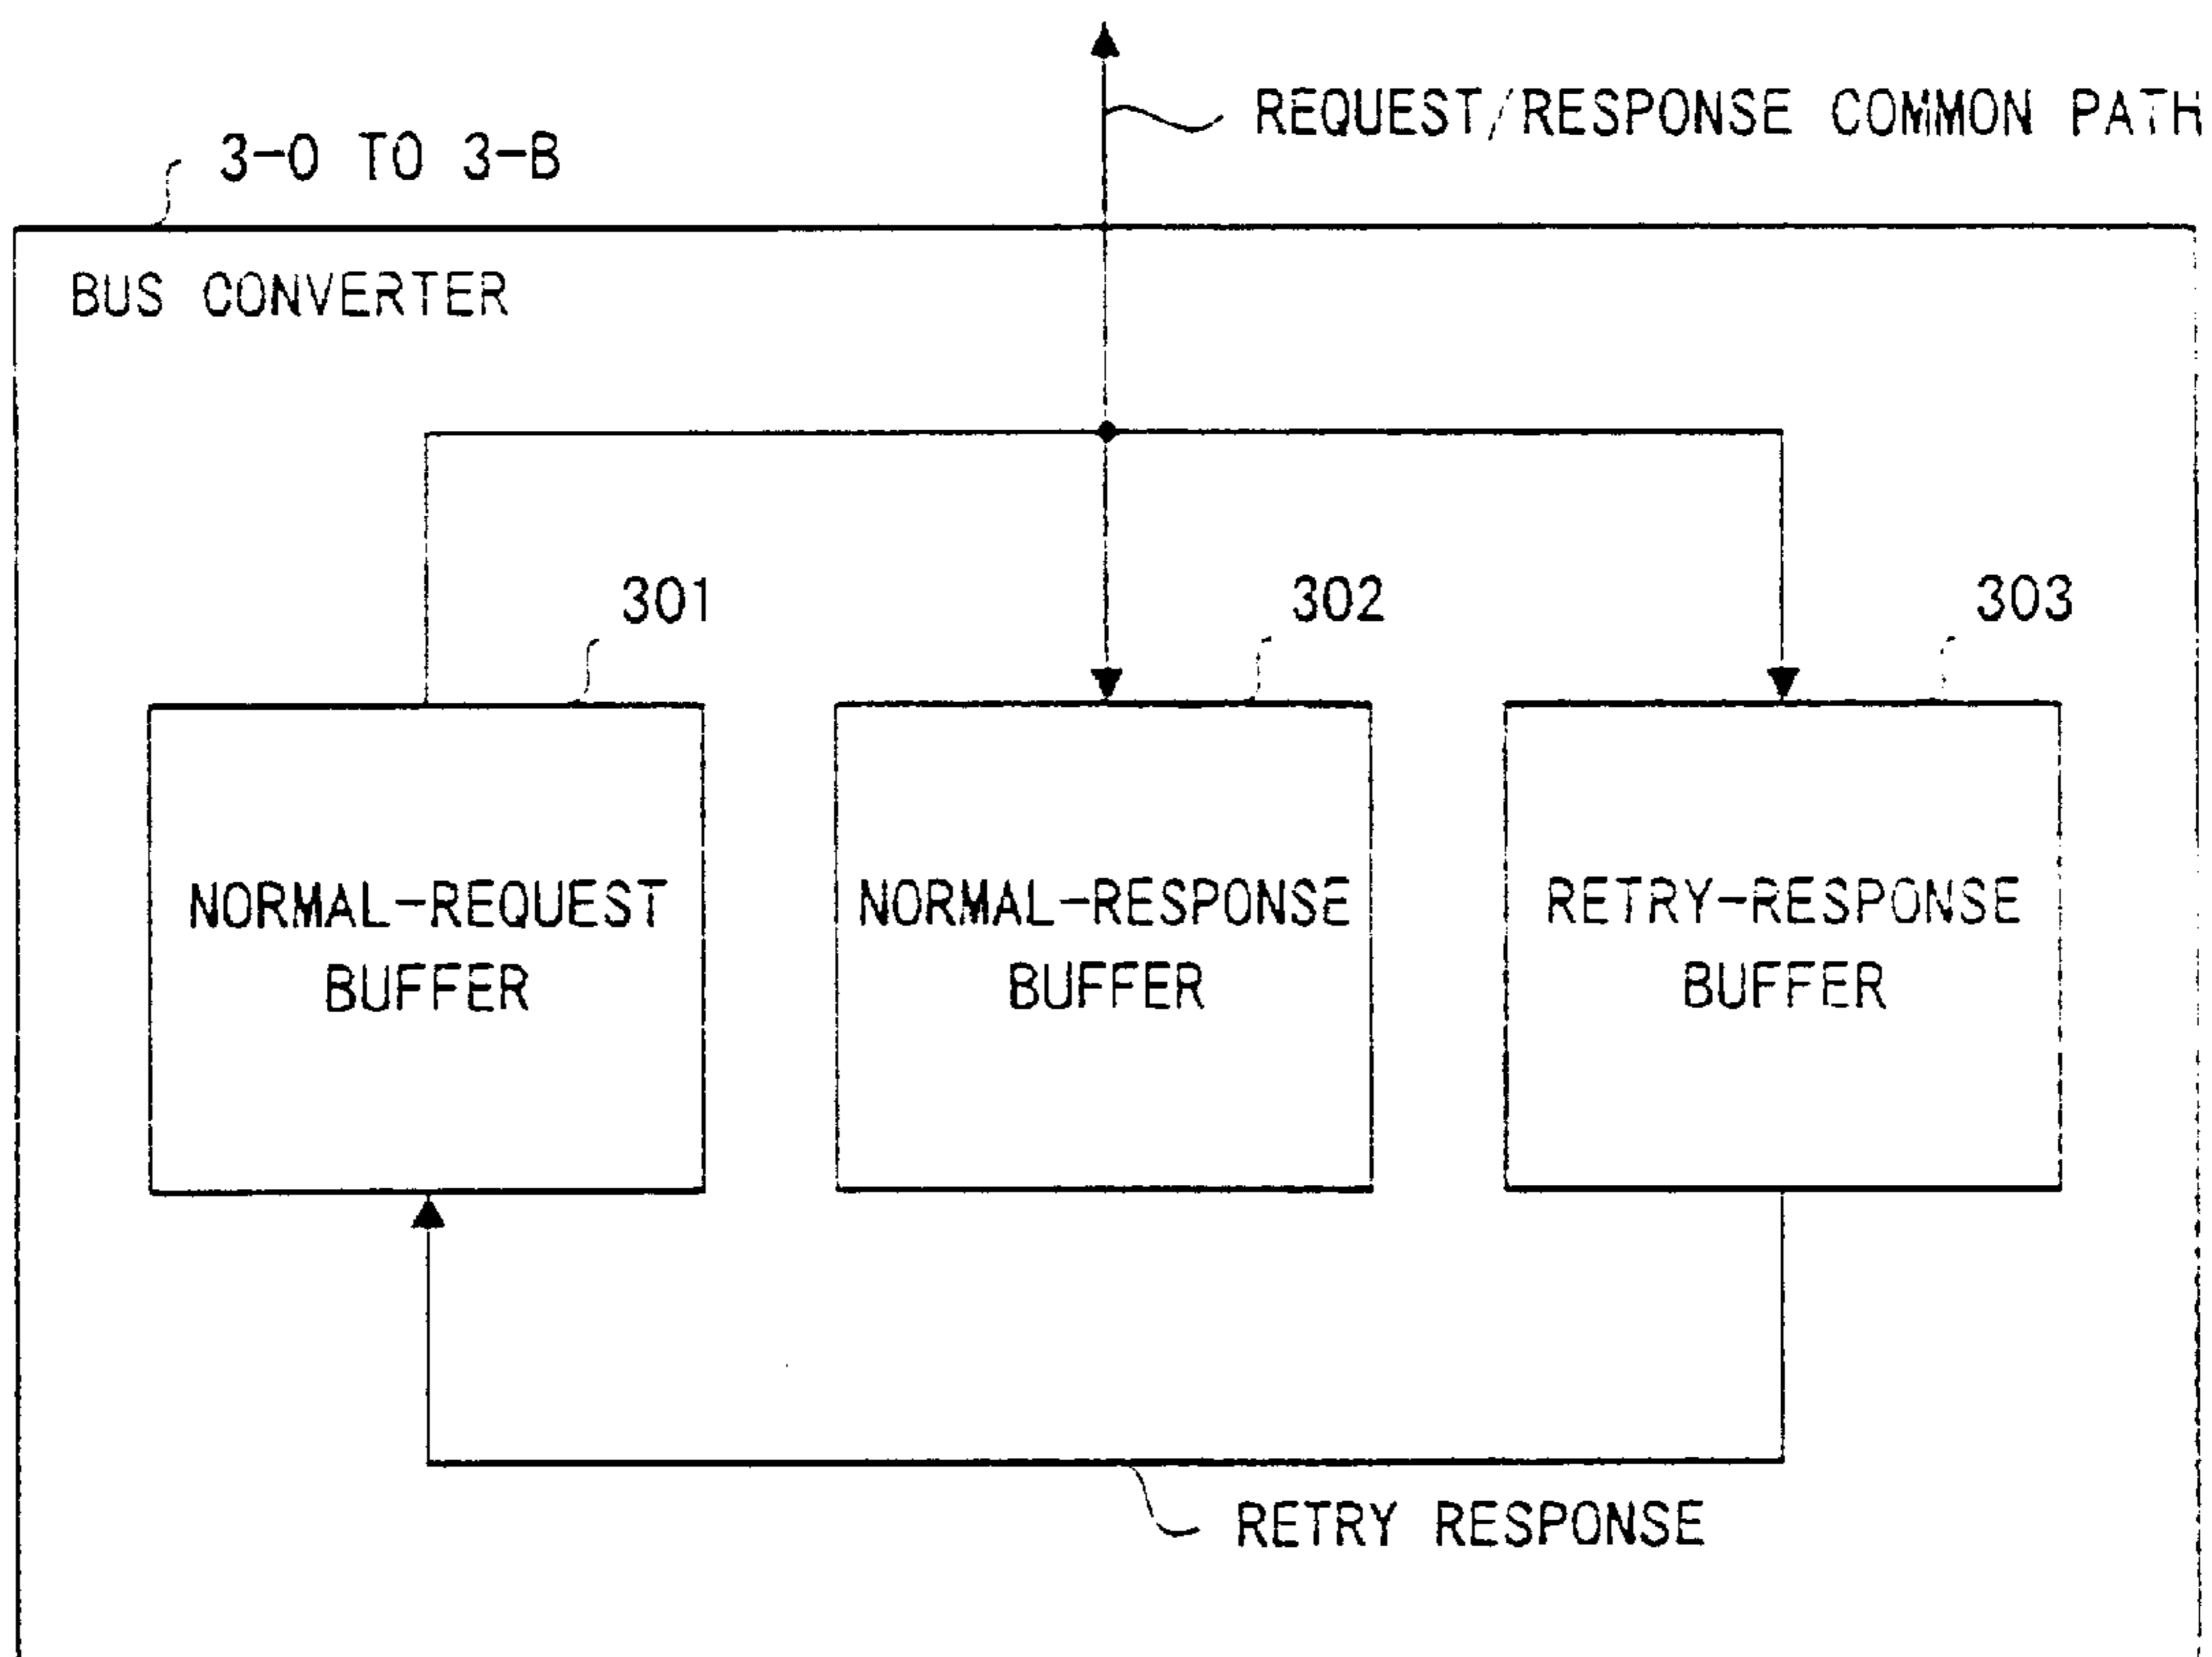 REQUEST/RESPONSE COMMON PATH
3-0 TO 3-B
BUS CONVERTER
301
302
303
NORMAL-REQUEST
BUFFER
NORMAL-RESPONSE
BUFFER
RETRY-RESPONSE
BUFFER
RETRY RESPONSE